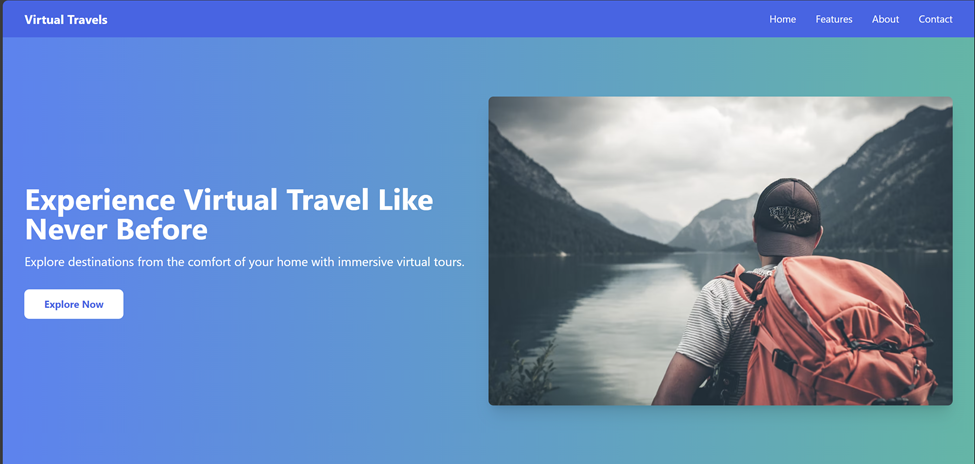 Virtual Travels
Home Features About Contact
Experience Virtual Travel Like
Never Before
Explore destinations from the comfort of your home with immersive virtual tours.
Explore Now